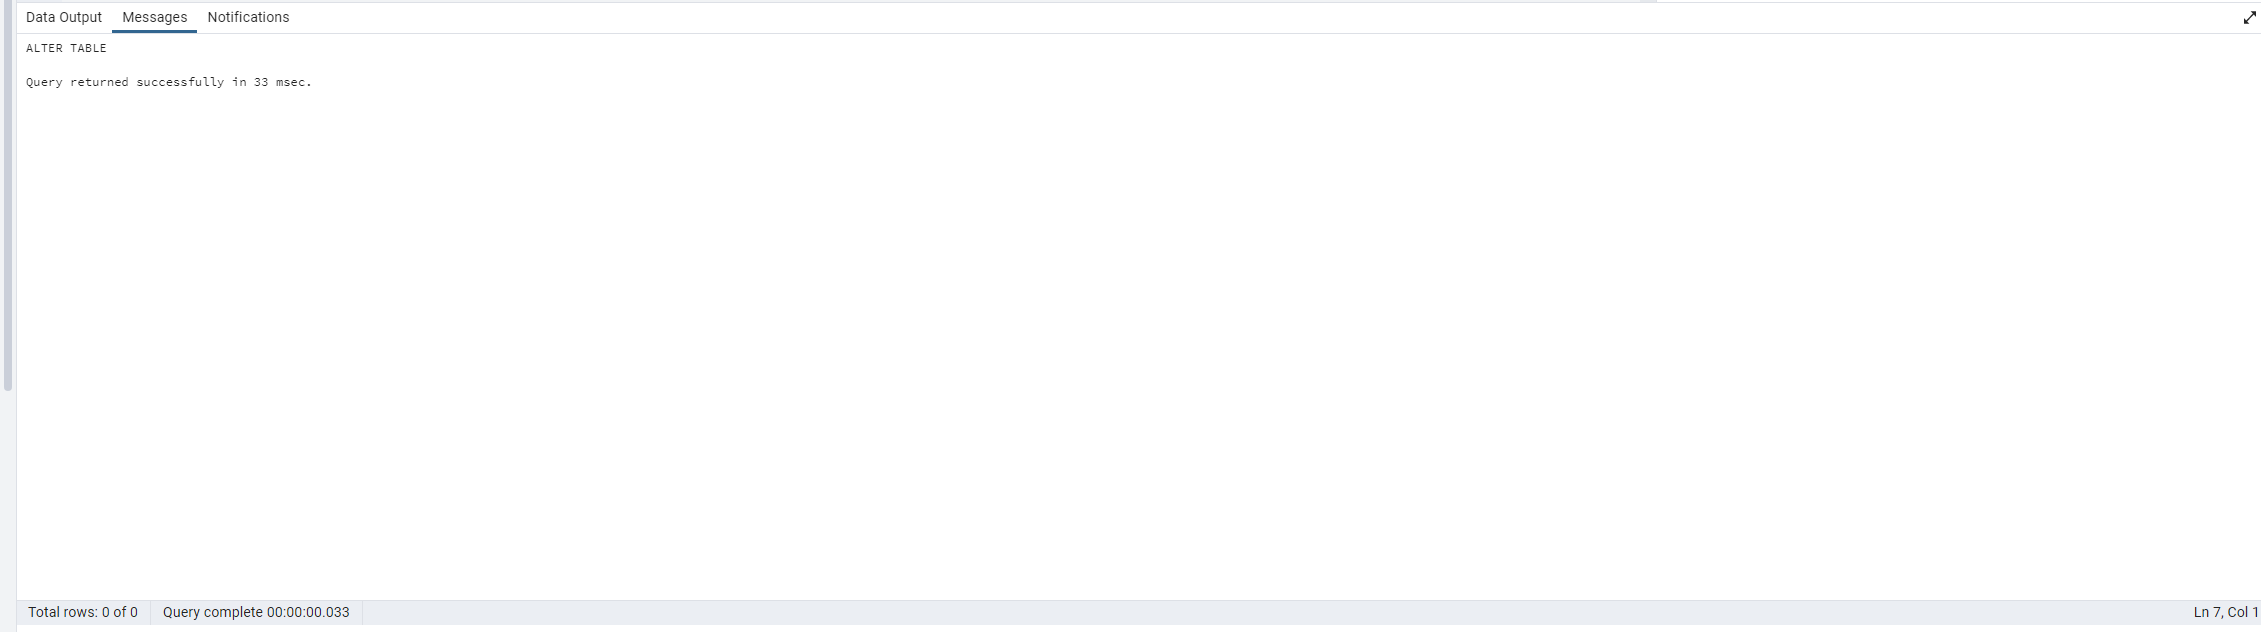 Data Output Messages Notifications
ALTER TABLE
Query returned successfully in 33 msec.
Total rows: 0 of 0 Query complete 00:00:00.033 Ln 7, Col 1